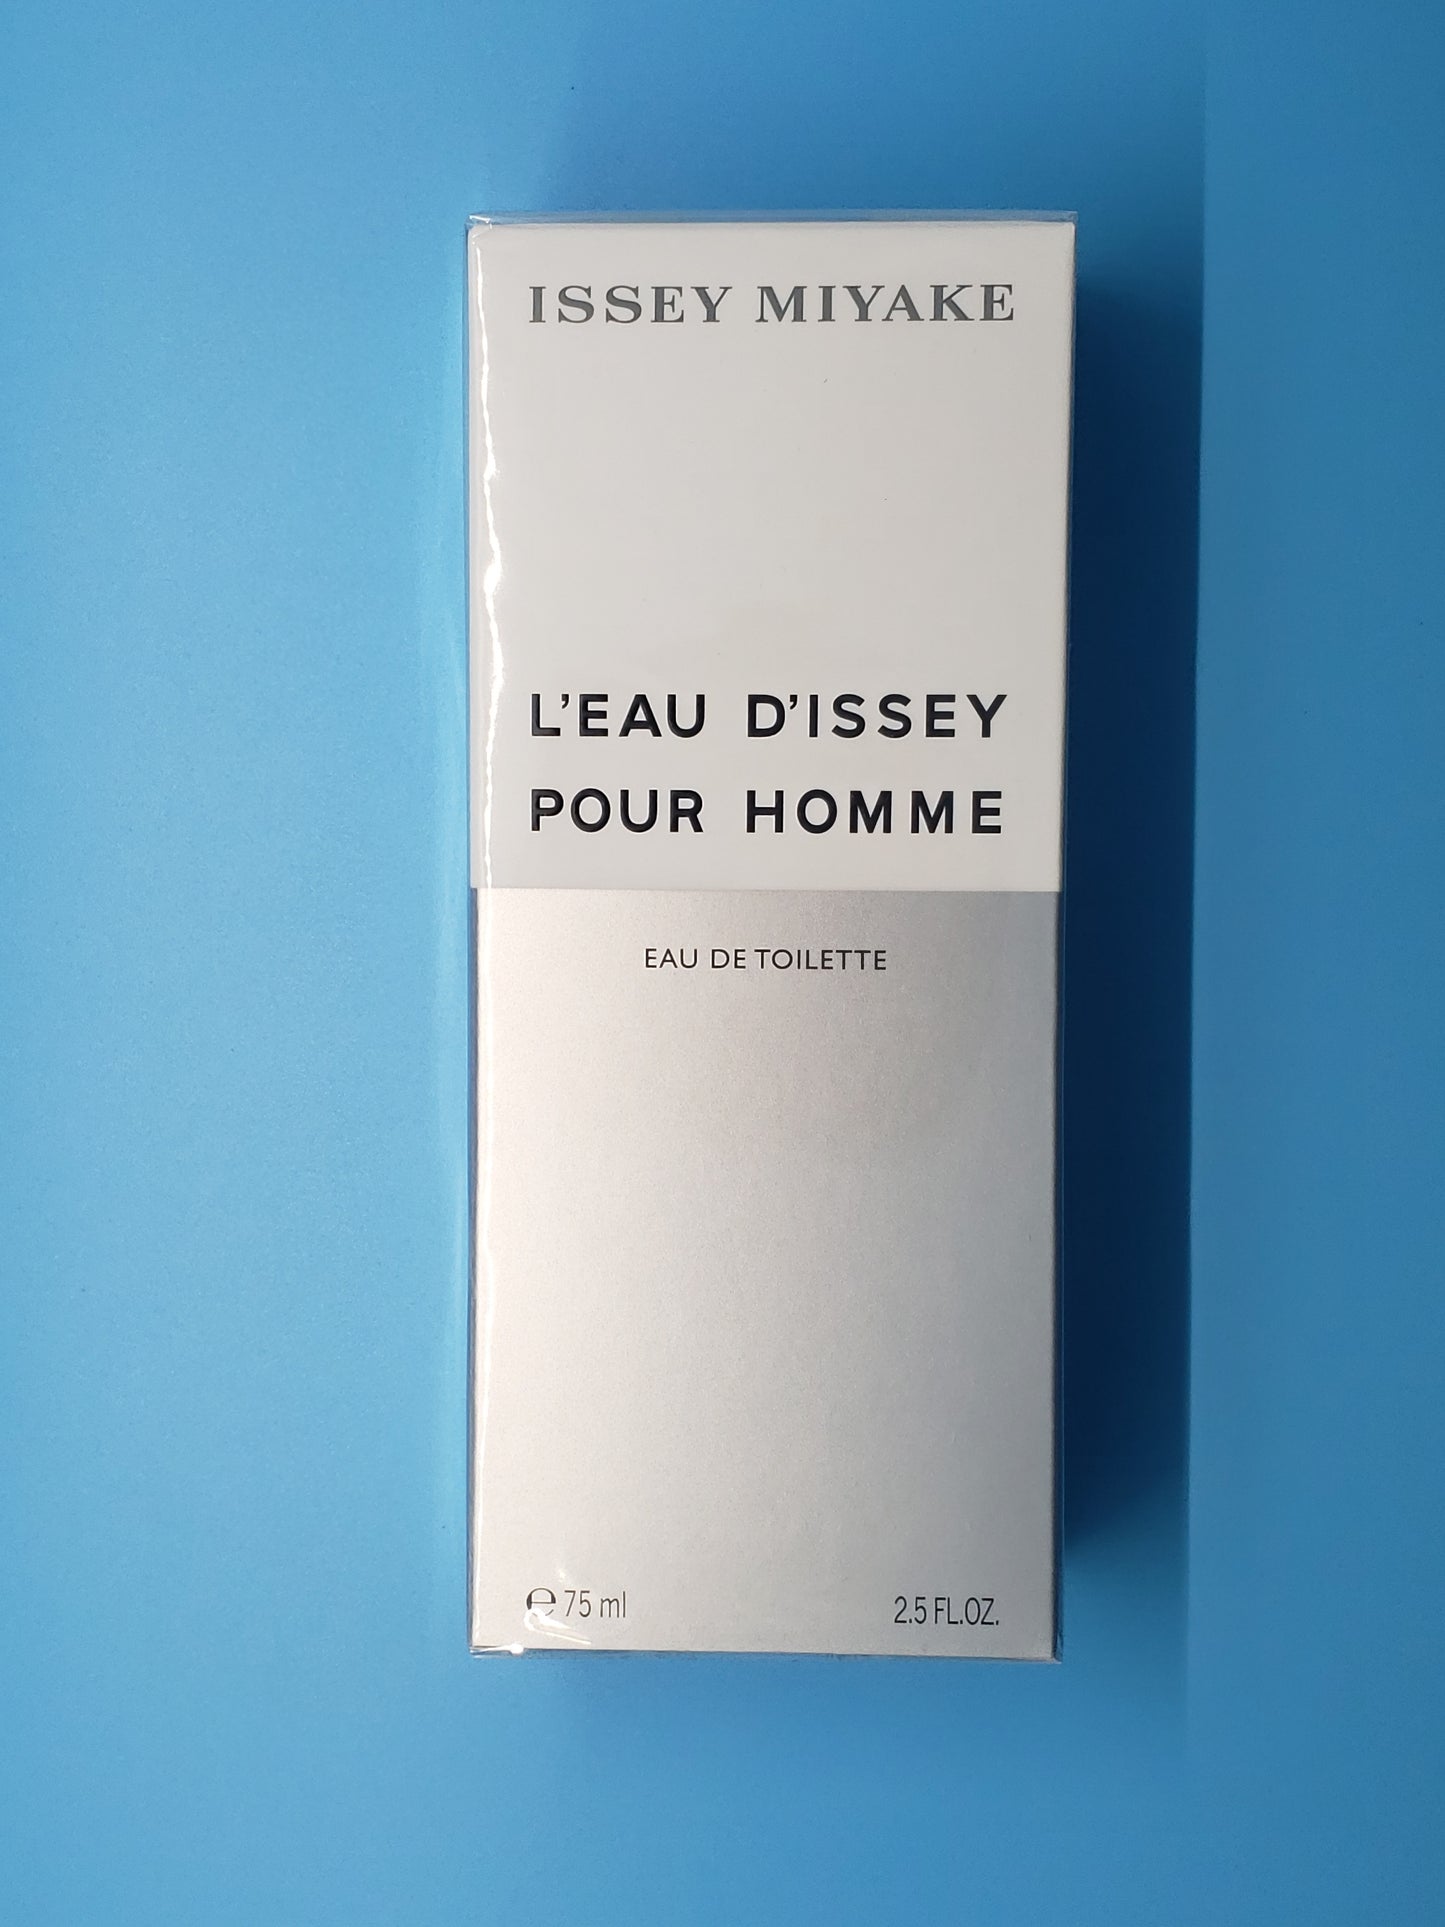 ISSEY MIYAKE
L'EAU D'ISSEY
POUR HOMME
EAU DE TOILETTE
℮ 75 ml 2.5 FL.OZ.